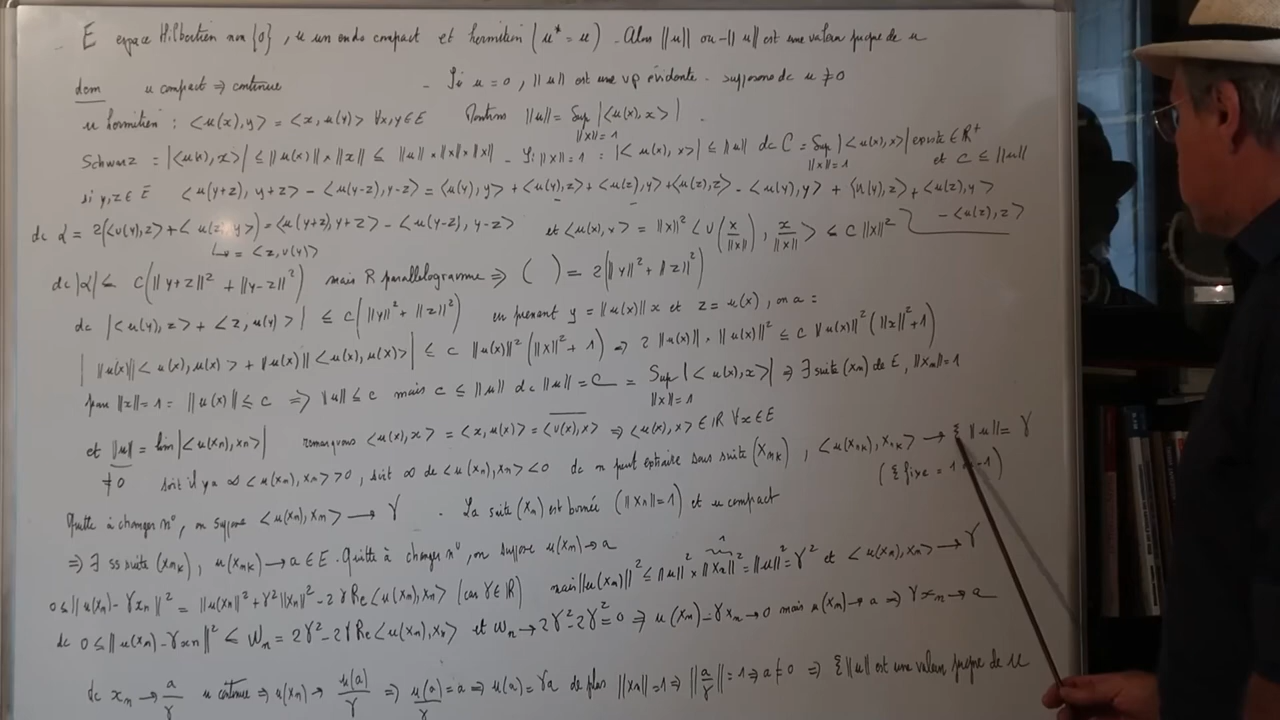 - E espace Hilbertien non {0}, u un endo compact et hermitien (u* = u) - Alors ||u|| ou -||u|| est une valeur propre de u
dem u compact ⇒ continue - Si u = 0, ||u|| est une vp évidente. supposons dc u ≠ 0
u hermitien : <u(x), y> = <x, u(y)> ∀x,y ∈ E Montrons ||u|| = Sup |<u(x), x>| .
||x||=1
Schwarz = |<u(x), x>| ≤ ||u(x)|| × ||x|| ≤ ||u|| × ||x|| × ||x|| - Si ||x|| = 1 : |<u(x), x>| ≤ ||u|| dc C = Sup |<u(x), x>| existe ∈ R⁺
||x||=1 et C ≤ ||u||
si y,z ∈ E <u(y+z), y+z> - <u(y-z), y-z> = <u(y), y> + <u(y), z> + <u(z), y> + <u(z), z> - <u(y), y> + <u(y), z> + <u(z), y>
- <u(z), z>
dc α = 2(<u(y), z> + <u(z), y>) = <u(y+z), y+z> - <u(y-z), y-z> et <u(x), x> = ||x||² <u(x/||x||), x/||x||> ≤ C ||x||²
↳ = <z, u(y)>
dc |α| ≤ C(||y+z||² + ||y-z||²) mais R parallélogramme ⇒ ( ) = 2(||y||² + ||z||²)
dc |<u(y), z> + <z, u(y)>| ≤ C(||y||² + ||z||²) en prenant y = ||u(x)|| x et z = u(x), on a :
| ||u(x)|| <u(x), u(x)> + ||u(x)|| <u(x), u(x)> | ≤ C ||u(x)||² (||x||² + 1) ⇒ 2 ||u(x)|| . ||u(x)||² ≤ C ||u(x)||² (||x||² + 1)
pour ||x|| = 1 : ||u(x)|| ≤ C ⇒ ||u|| ≤ C mais C ≤ ||u|| dc ||u|| = C = Sup |<u(x), x>| ⇒ ∃ suite (xn) de E, ||xn|| = 1
||x||=1
et ||u|| = lim |<u(xn), xn>| remarquons <u(x), x> = <x, u(x)> = <u(x), x>‾ ⇒ <u(x), x> ∈ R ∀x ∈ E
≠ 0 soit il y a ∞ <u(xn), xn> > 0, soit ∞ de <u(xn), xn> < 0 dc on peut extraire sous suite (xnk), <u(xnk), xnk> → ξ ||u|| = γ
(ξ fixe = 1 ou -1)
Quitte à changer n°, on suppose <u(xn), xn> → γ . La suite (xn) est bornée (||xn|| = 1) et u compact
⇒ ∃ ss suite (xnk), u(xnk) → a ∈ E. Quitte à changer n°, on suppose u(xn) → a
0 ≤ ||u(xn) - γxn||² = ||u(xn)||² + γ²||xn||² - 2γ Re <u(xn), xn> (car γ ∈ R) mais ||u(xn)||² ≤ ||u||² × ||xn||² = ||u||² = γ² et <u(xn), xn> → γ
1
dc 0 ≤ ||u(xn) - γxn||² ≤ wn = 2γ² - 2γ Re <u(xn), xn> et wn → 2γ² - 2γ² = 0 ⇒ u(xn) - γxn → 0 mais u(xn) → a ⇒ γxn → a
dc xn → a/γ u continue ⇒ u(xn) → u(a)/γ ⇒ u(a)/γ = a ⇒ u(a) = γa de plus ||xn|| = 1 ⇒ ||a/γ|| = 1 ⇒ a ≠ 0 ⇒ ξ ||u|| est une valeur propre de u